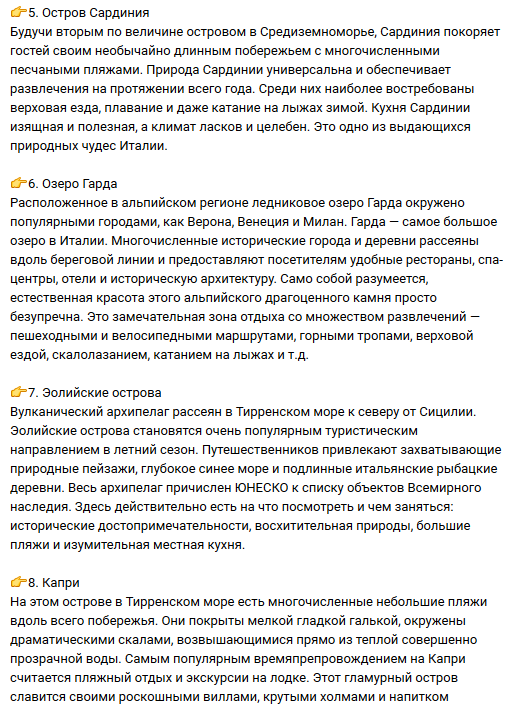 👉5. Остров Сардиния
Будучи вторым по величине островом в Средиземноморье, Сардиния покоряет
гостей своим необычайно длинным побережьем с многочисленными
песчаными пляжами. Природа Сардинии универсальна и обеспечивает
развлечения на протяжении всего года. Среди них наиболее востребованы
верховая езда, плавание и даже катание на лыжах зимой. Кухня Сардинии
изящная и полезная, а климат ласков и целебен. Это одно из выдающихся
природных чудес Италии.
👉6. Озеро Гарда
Расположенное в альпийском регионе ледниковое озеро Гарда окружено
популярными городами, как Верона, Венеция и Милан. Гарда — самое большое
озеро в Италии. Многочисленные исторические города и деревни рассеяны
вдоль береговой линии и предоставляют посетителям удобные рестораны, спа-
центры, отели и историческую архитектуру. Само собой разумеется,
естественная красота этого альпийского драгоценного камня просто
безупречна. Это замечательная зона отдыха со множеством развлечений —
пешеходными и велосипедными маршрутами, горными тропами, верховой
ездой, скалолазанием, катанием на лыжах и т.д.
👉7. Эолийские острова
Вулканический архипелаг рассеян в Тирренском море к северу от Сицилии.
Эолийские острова становятся очень популярным туристическим
направлением в летний сезон. Путешественников привлекают захватывающие
природные пейзажи, глубокое синее море и подлинные итальянские рыбацкие
деревни. Весь архипелаг причислен ЮНЕСКО к списку объектов Всемирного
наследия. Здесь действительно есть на что посмотреть и чем заняться:
исторические достопримечательности, восхитительная природы, большие
пляжи и изумительная местная кухня.
👉8. Капри
На этом острове в Тирренском море есть многочисленные небольшие пляжи
вдоль всего побережья. Они покрыты мелкой гладкой галькой, окружены
драматическими скалами, возвышающимися прямо из теплой совершенно
прозрачной воды. Самым популярным времяпрепровождением на Капри
считается пляжный отдых и экскурсии на лодке. Этот гламурный остров
славится своими роскошными виллами, крутыми холмами и напитком